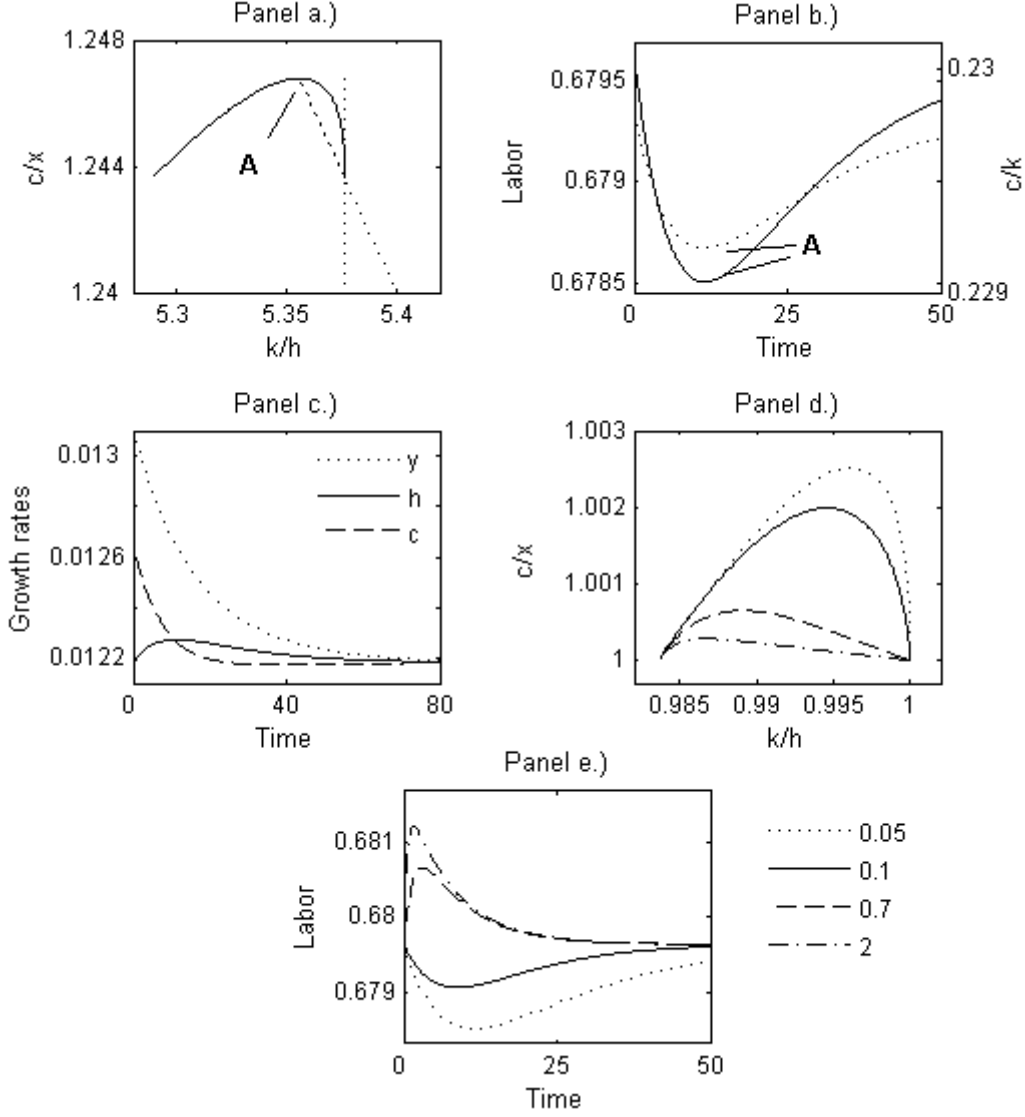 Panel a.)
1.248
1.244
1.24
c/x
A
5.3
5.35
5.4
k/h
Panel b.)
0.6795
0.679
0.6785
Labor
0.23
0.229
c/k
A
0
25
50
Time
Panel c.)
0.013
0.0126
0.0122
Growth rates
y
h
c
0
40
80
Time
Panel d.)
1.003
1.002
1.001
1
c/x
0.985
0.99
0.995
1
k/h
Panel e.)
0.681
0.68
0.679
Labor
0
25
50
Time
0.05
0.1
0.7
2